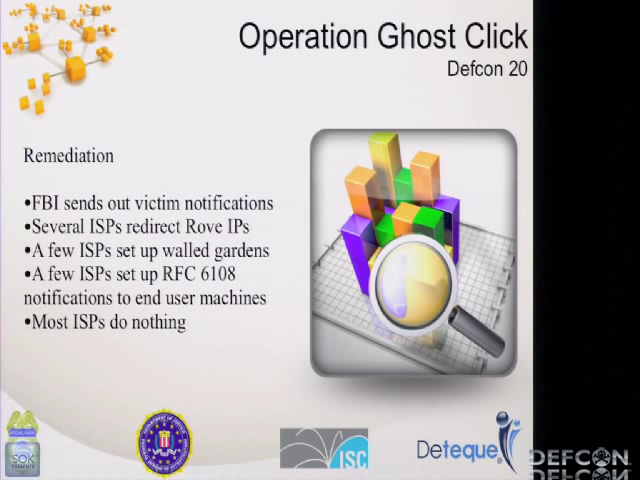 Operation Ghost Click
Defcon 20
Remediation
•FBI sends out victim notifications
•Several ISPs redirect Rove IPs
•A few ISPs set up walled gardens
•A few ISPs set up RFC 6108
notifications to end user machines
•Most ISPs do nothing
ISC
Deteque®
DEFCON